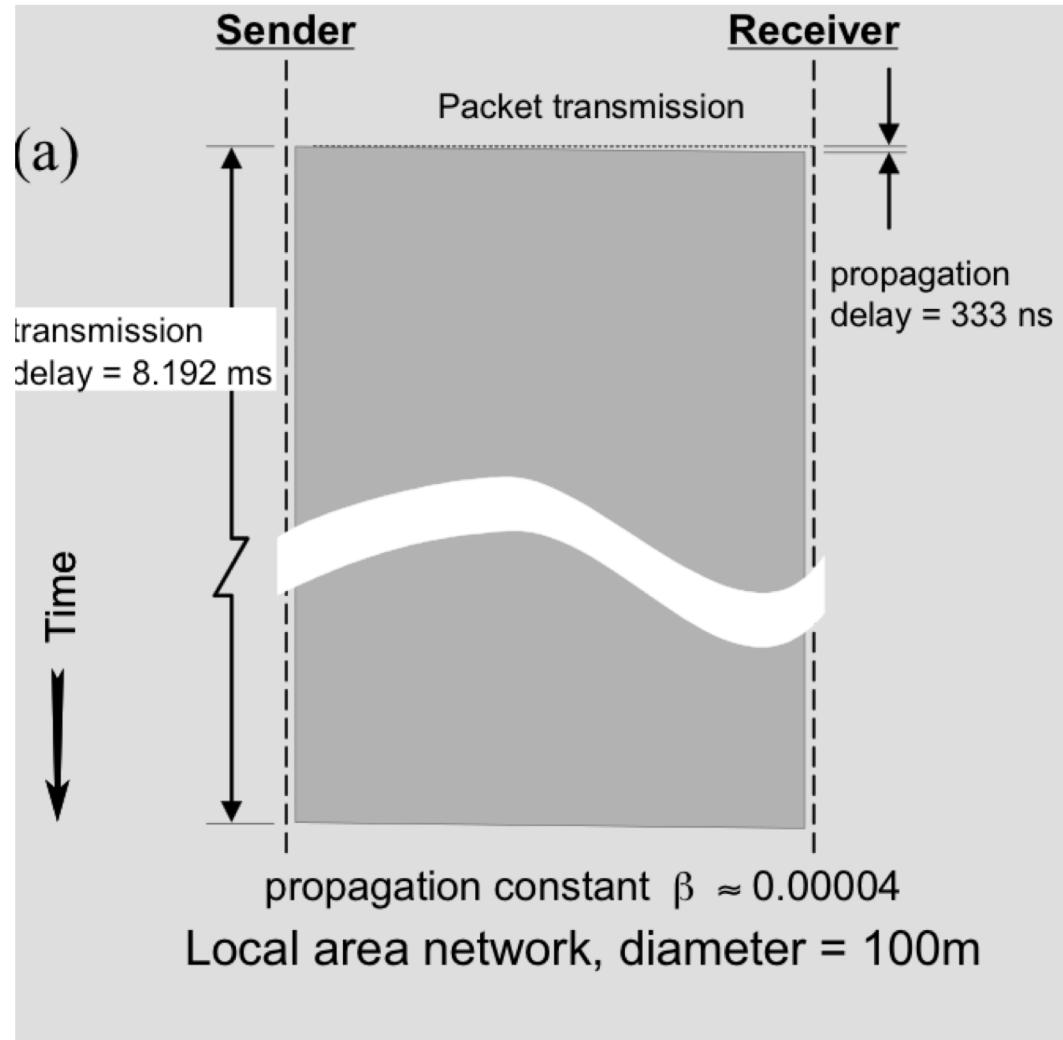 Sender
Receiver
Packet transmission
(a)
propagation
delay = 333 ns
transmission
delay = 8.192 ms
Time
propagation constant β ≈ 0.00004
Local area network, diameter = 100m